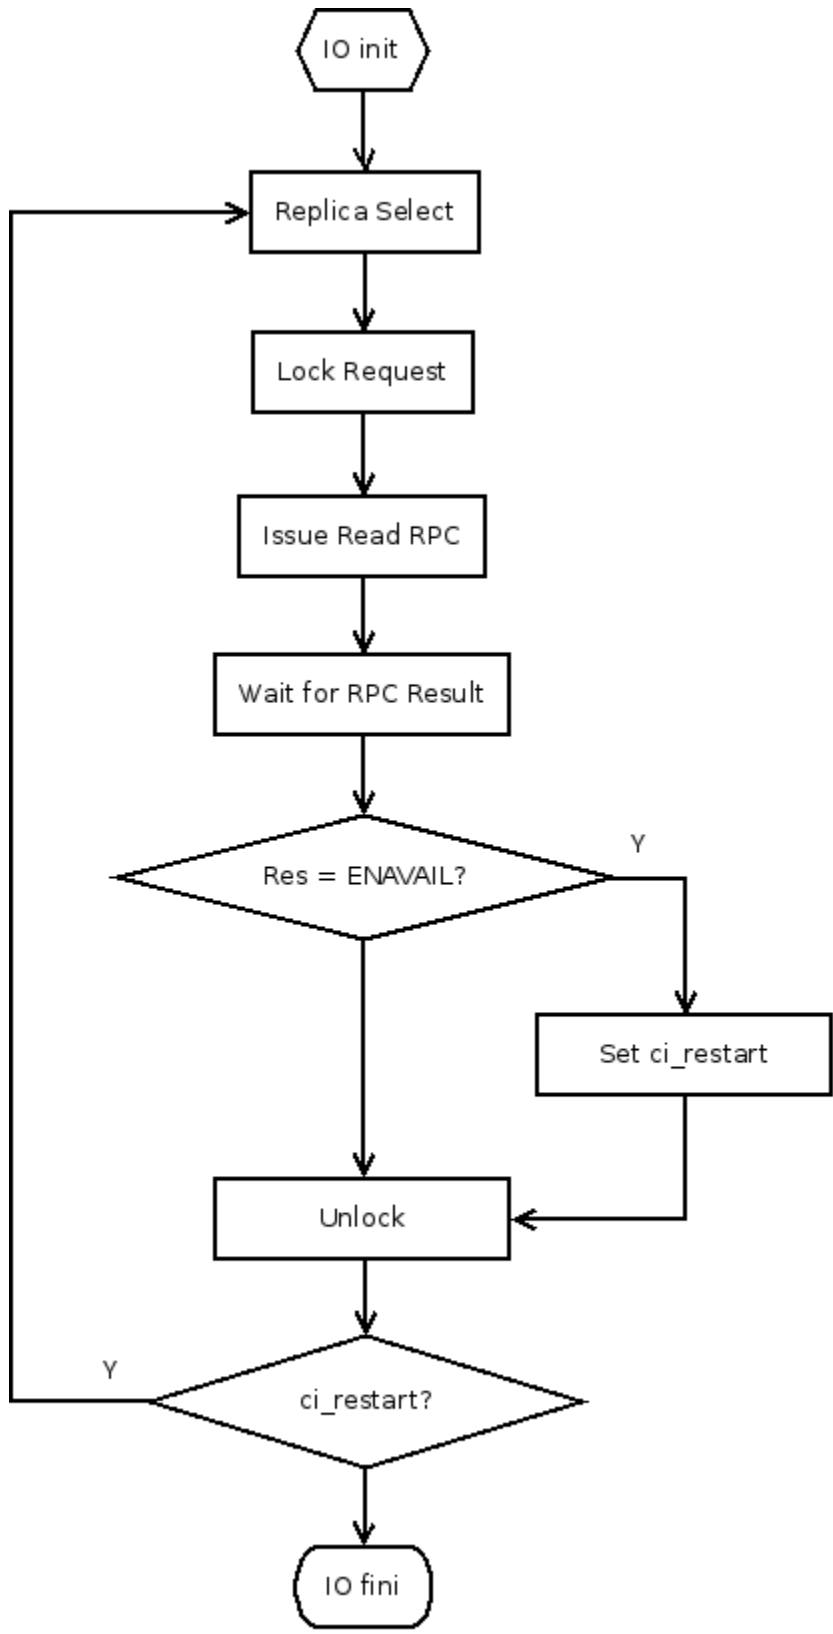 IO init
Replica Select
Lock Request
Issue Read RPC
Wait for RPC Result
Res = ENAVAIL?
Y
Set ci_restart
Unlock
ci_restart?
Y
IO fini